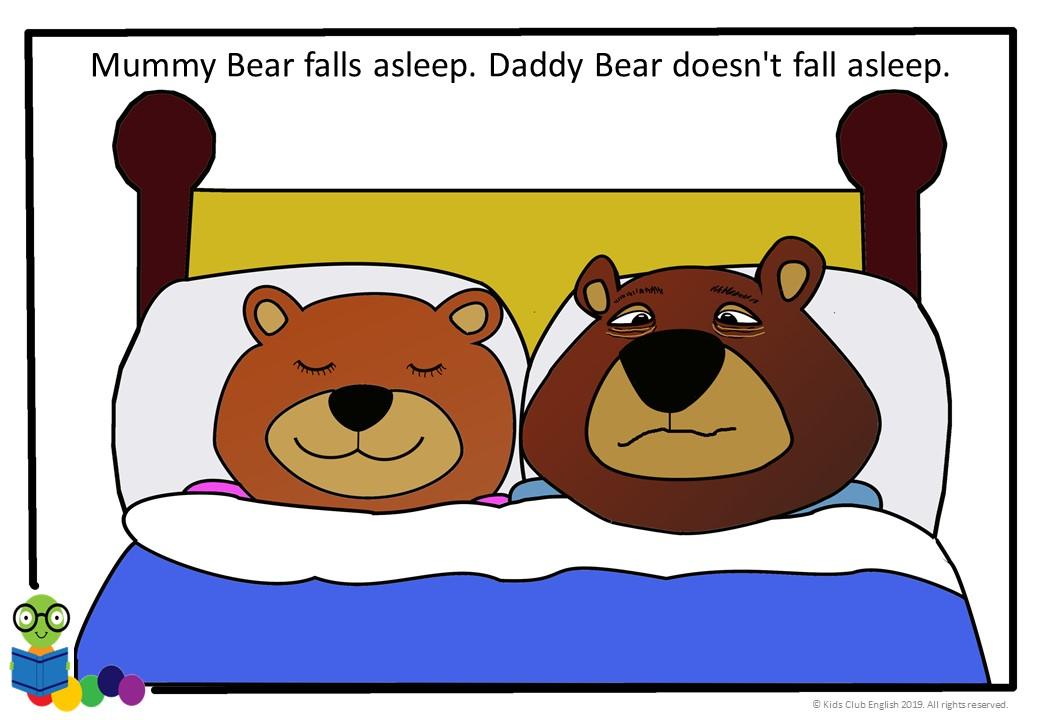 Mummy Bear falls asleep. Daddy Bear doesn't fall asleep.
© Kids Club English 2019. All rights reserved.